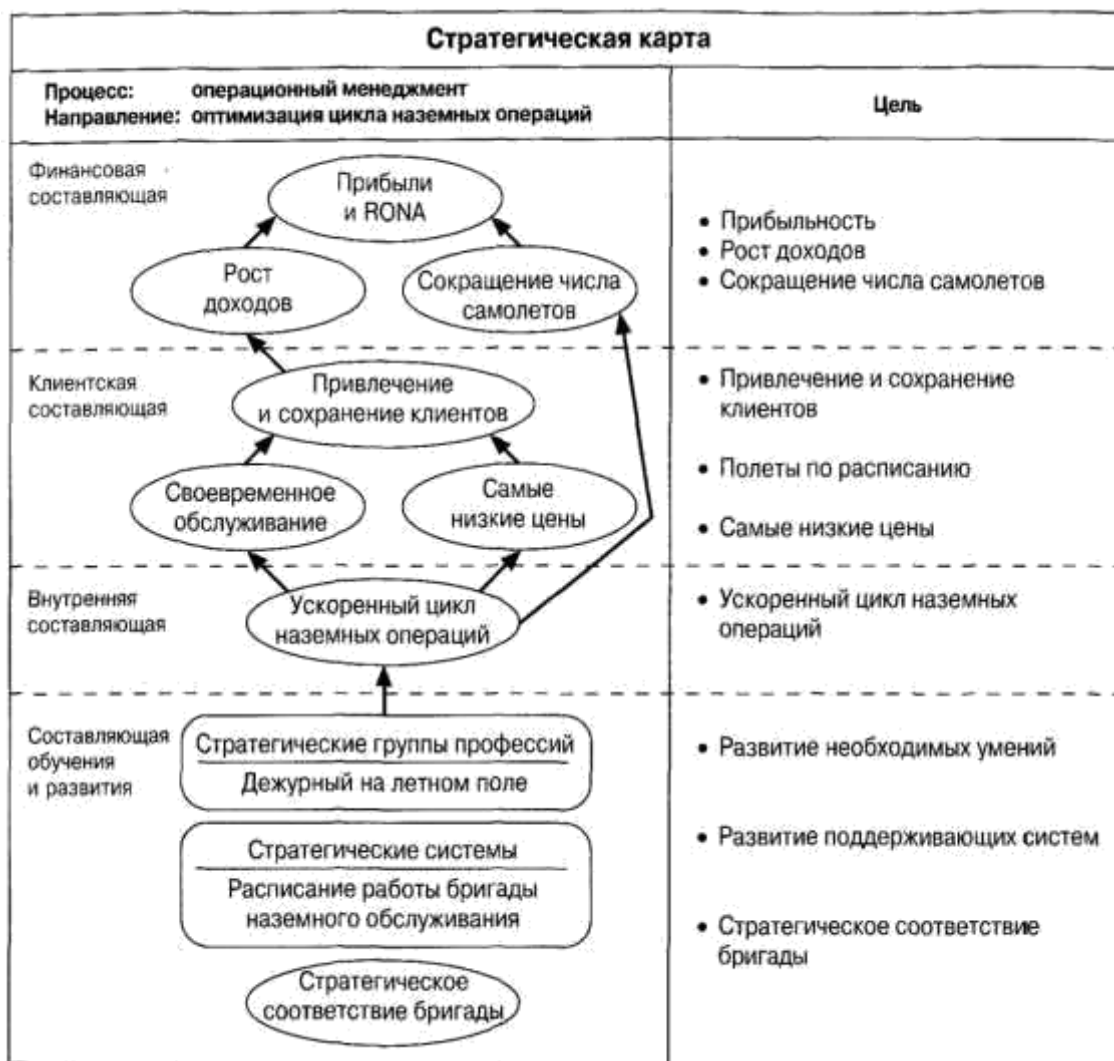 Стратегическая карта
Процесс: операционный менеджмент
Направление: оптимизация цикла наземных операций
Цель
Финансовая
составляющая
Прибыли
и RONA
Рост
доходов
Сокращение числа
самолетов
• Прибыльность
• Рост доходов
• Сокращение числа самолетов
Клиентская
составляющая
Привлечение
и сохранение клиентов
Своевременное
обслуживание
Самые
низкие цены
• Привлечение и сохранение
клиентов
• Полеты по расписанию
• Самые низкие цены
Внутренняя
составляющая
Ускоренный цикл
наземных операций
• Ускоренный цикл наземных
операций
Составляющая
обучения
и развития
Стратегические группы профессий
Дежурный на летном поле
Стратегические системы
Расписание работы бригады
наземного обслуживания
Стратегическое
соответствие бригады
• Развитие необходимых умений
• Развитие поддерживающих систем
• Стратегическое соответствие
бригады